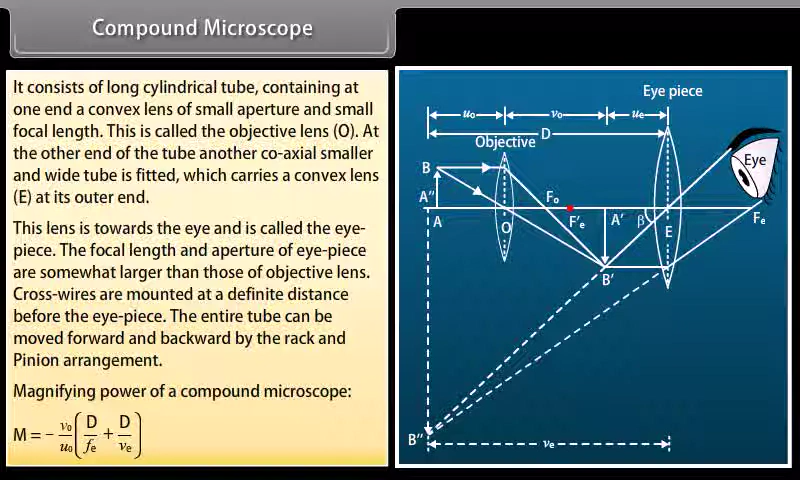 Compound Microscope
It consists of long cylindrical tube, containing at
one end a convex lens of small aperture and small
focal length. This is called the objective lens (O). At
the other end of the tube another co-axial smaller
and wide tube is fitted, which carries a convex lens
(E) at its outer end.
This lens is towards the eye and is called the eye-
piece. The focal length and aperture of eye-piece
are somewhat larger than those of objective lens.
Cross-wires are mounted at a definite distance
before the eye-piece. The entire tube can be
moved forward and backward by the rack and
Pinion arrangement.
Magnifying power of a compound microscope:
M = - v₀/u₀ (D/fₑ + D/vₑ)
Eye piece
u₀ v₀ uₑ
D
Objective
B
Eye
A"
F₀
A O F'ₑ A' β E Fₑ
B'
B"
vₑ